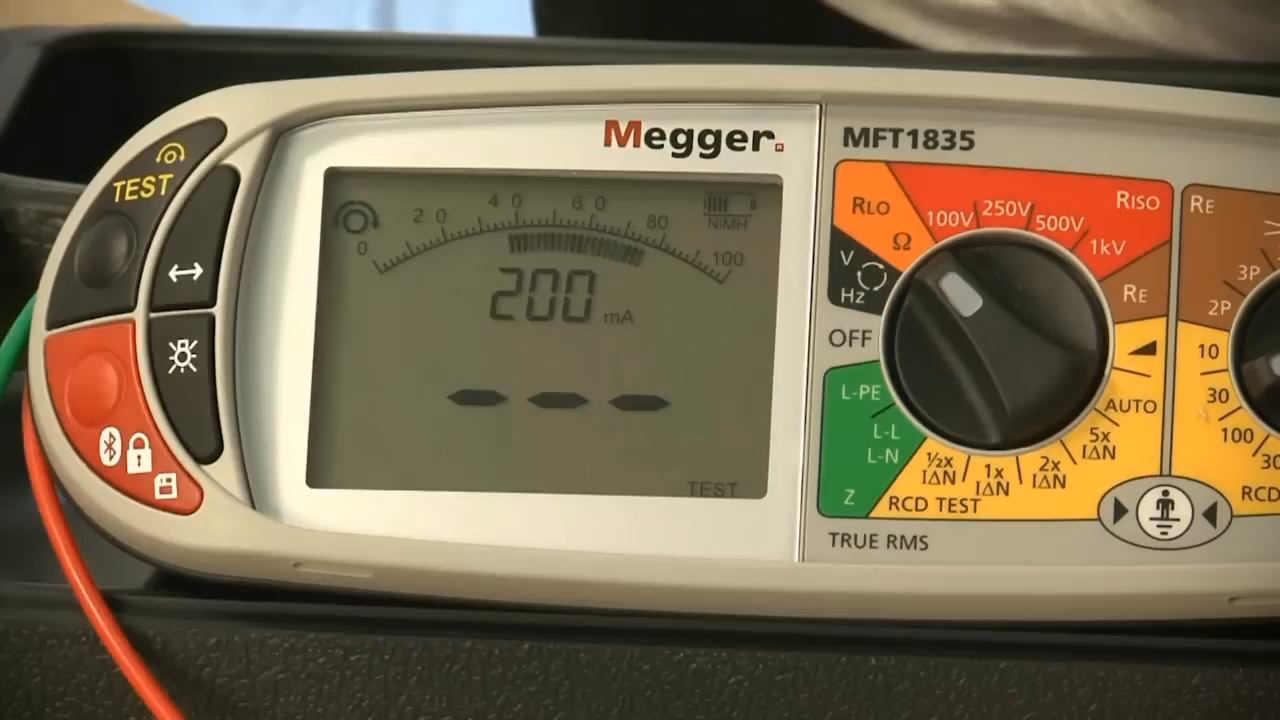 Megger.
MFT1835
TEST
0 20 40 60 80 100
NiMH
200 mA
TEST
RLO
Ω
100V
250V
500V
1kV
RISO
V
Hz
RE
OFF
L-PE
L-L
L-N
Z
½x
IΔN
1x
IΔN
2x
IΔN
5x
IΔN
AUTO
RCD TEST
TRUE RMS
RE
3P
2P
10
30
100
RCD